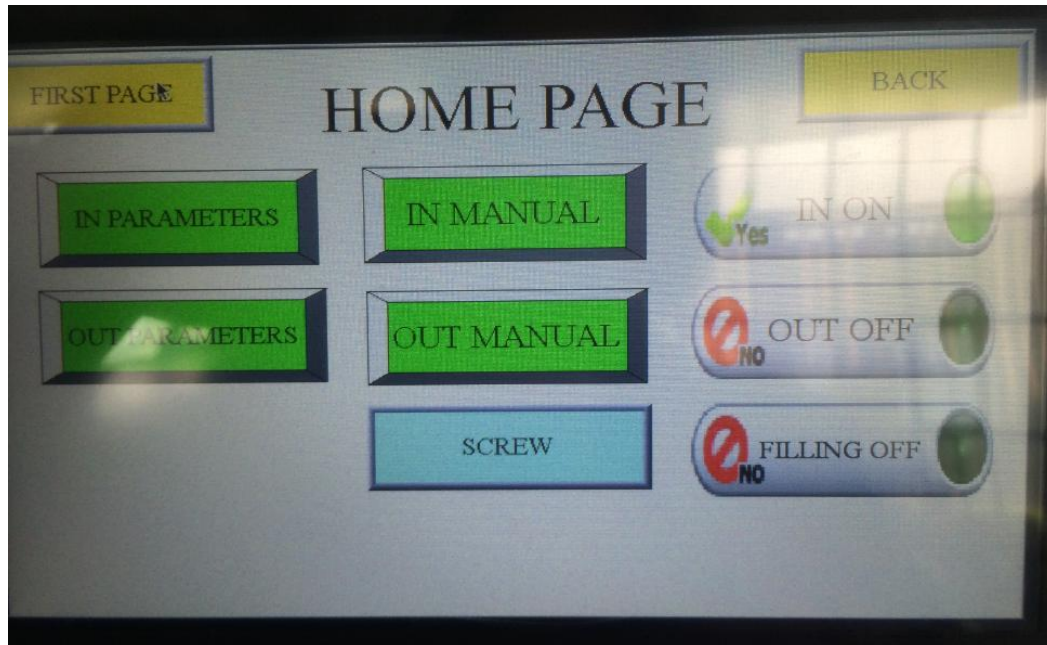 FIRST PAGE
HOME PAGE
BACK
IN PARAMETERS
IN MANUAL
Yes
IN ON
OUT PARAMETERS
OUT MANUAL
NO
OUT OFF
SCREW
NO
FILLING OFF